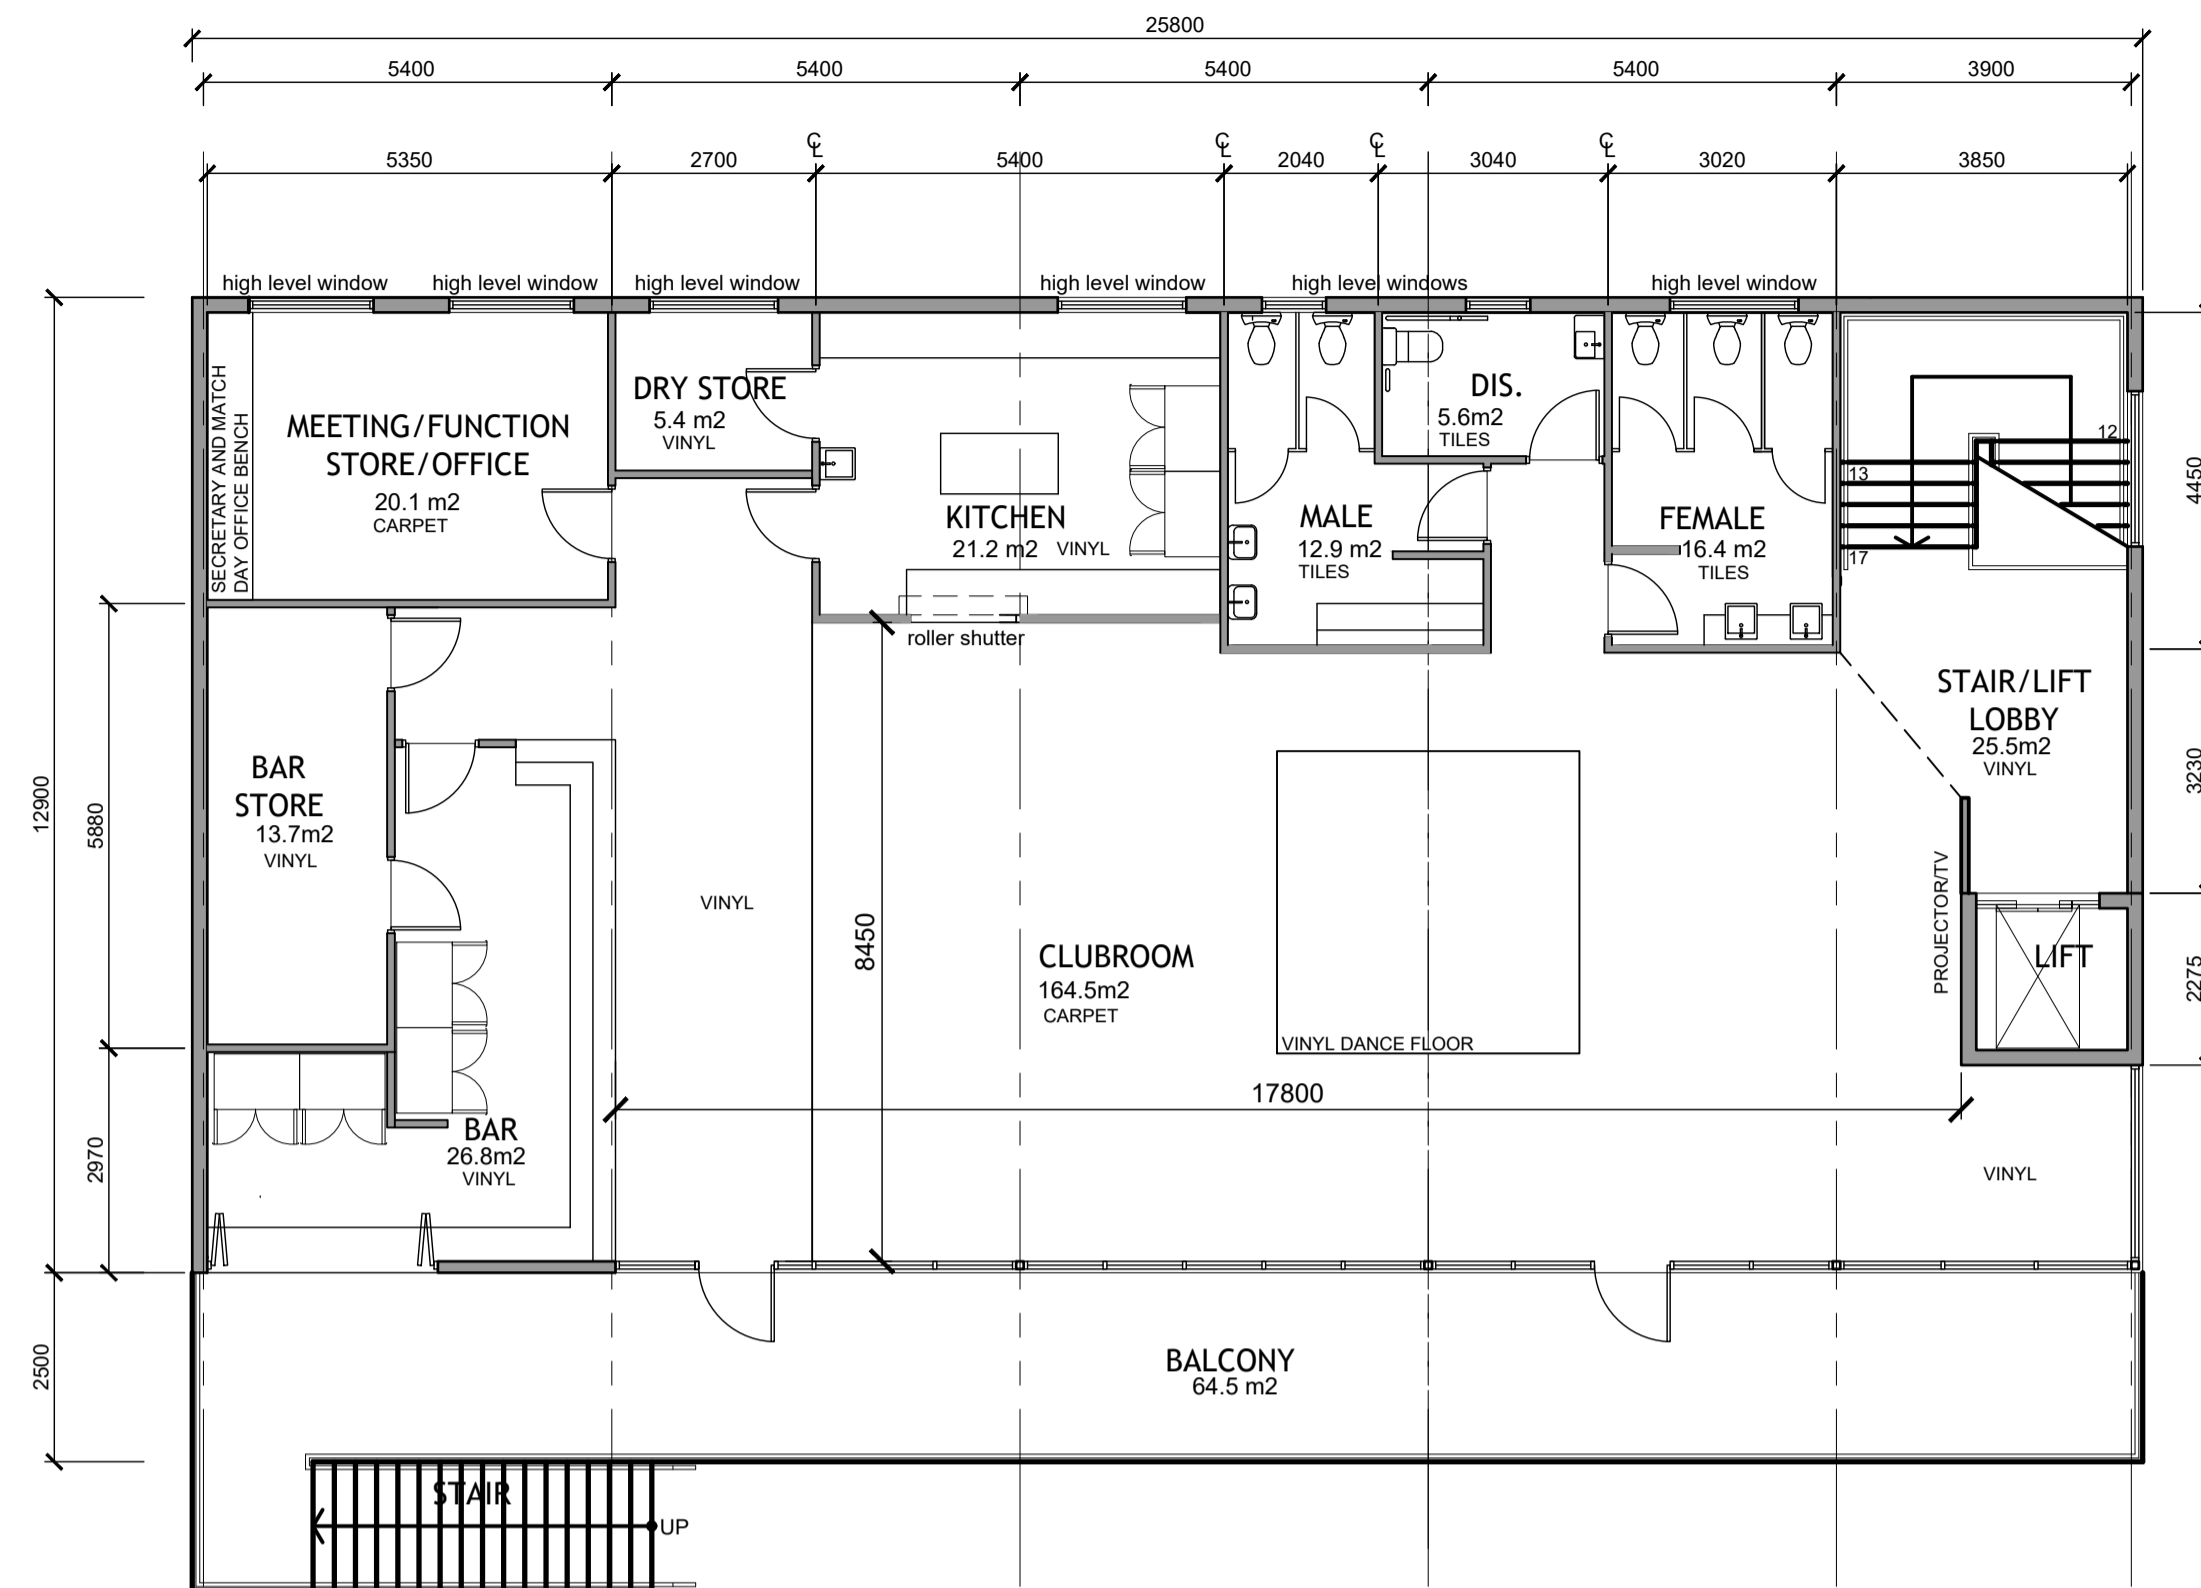 25800
5400
5400
5400
5400
3900
5350
2700
℄
5400
℄
2040
℄
3040
℄
3020
3850
high level window
high level window
high level window
high level window
high level windows
high level window
SECRETARY AND MATCH
DAY OFFICE BENCH
MEETING/FUNCTION
STORE/OFFICE
20.1 m2
CARPET
DRY STORE
5.4 m2
VINYL
KITCHEN
21.2 m2 VINYL
roller shutter
MALE
12.9 m2
TILES
DIS.
5.6m2
TILES
FEMALE
16.4 m2
TILES
12
13
17
4450
STAIR/LIFT
LOBBY
25.5m2
VINYL
3230
12900
5880
BAR
STORE
13.7m2
VINYL
VINYL
8450
CLUBROOM
164.5m2
CARPET
VINYL DANCE FLOOR
PROJECTOR/TV
LIFT
2275
17800
2970
BAR
26.8m2
VINYL
VINYL
2500
BALCONY
64.5 m2
STAIR
UP